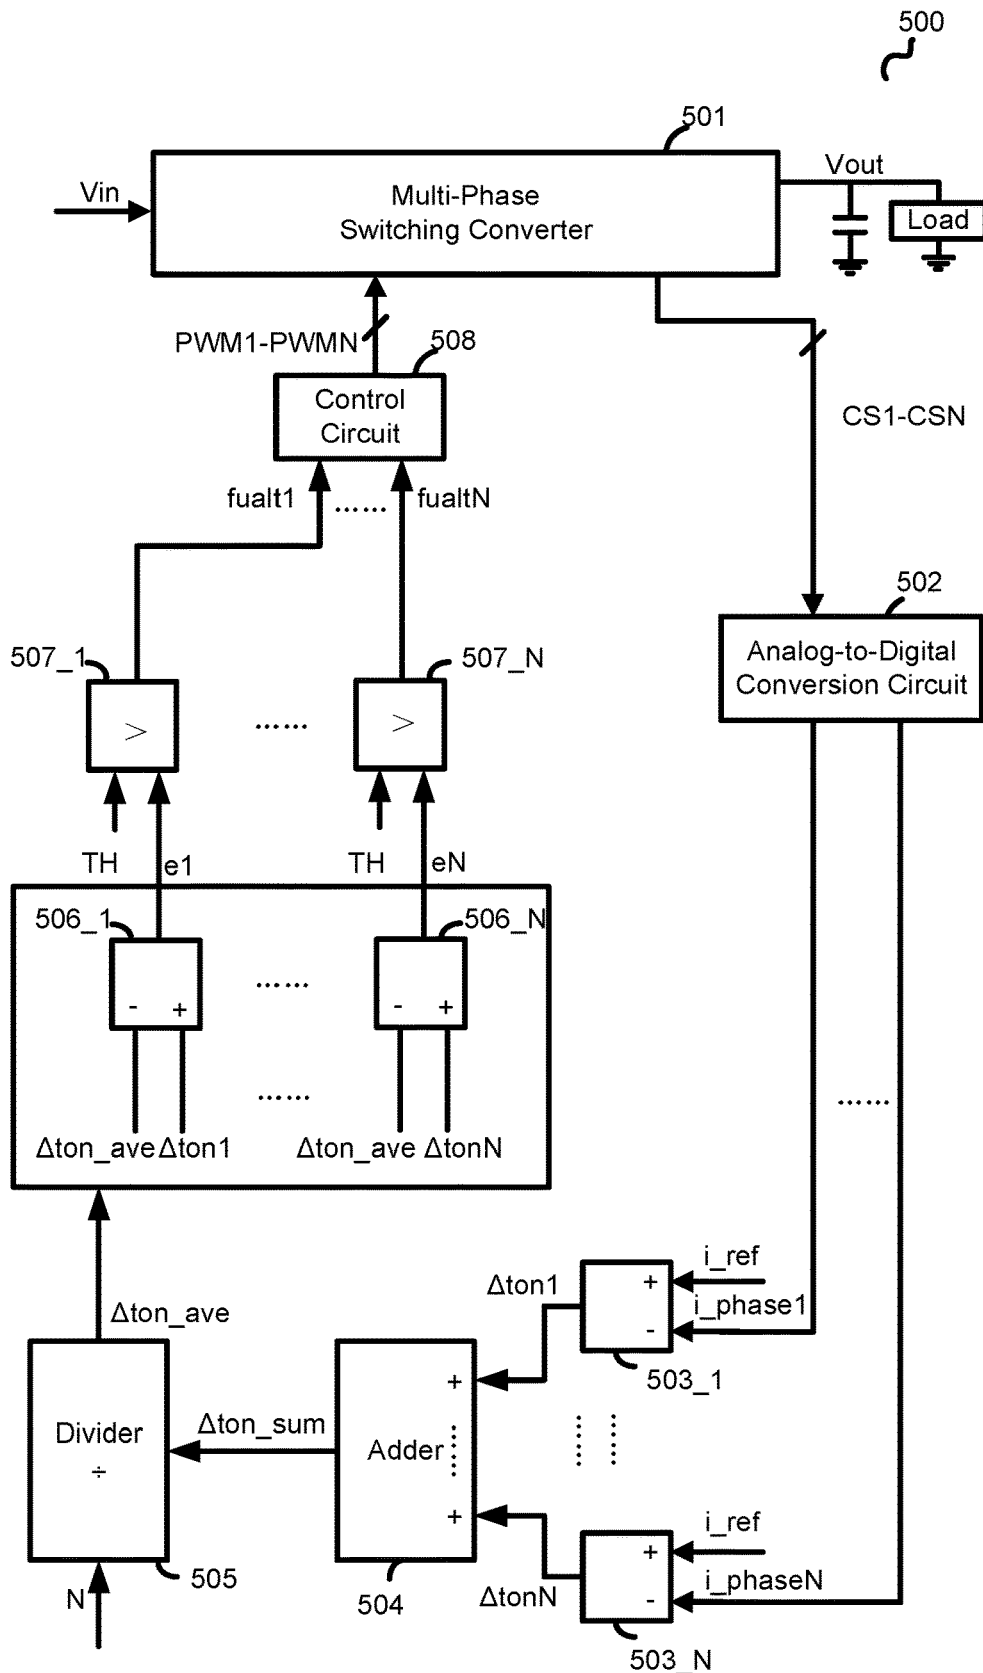 500
501
Vin
Multi-Phase
Switching Converter
Vout
Load
PWM1-PWMN
508
Control
Circuit
CS1-CSN
fualt1
......
fualtN
502
Analog-to-Digital
Conversion Circuit
507_1
507_N
>
......
>
TH
e1
TH
eN
506_1
506_N
- +
......
- +
......
......
Δton_ave
Δton1
Δton_ave
ΔtonN
Δton_ave
Δton1
+
-
i_ref
i_phase1
503_1
Divider
÷
Δton_sum
Adder
+
......
+
......
......
N
505
504
ΔtonN
+
-
i_ref
i_phaseN
503_N